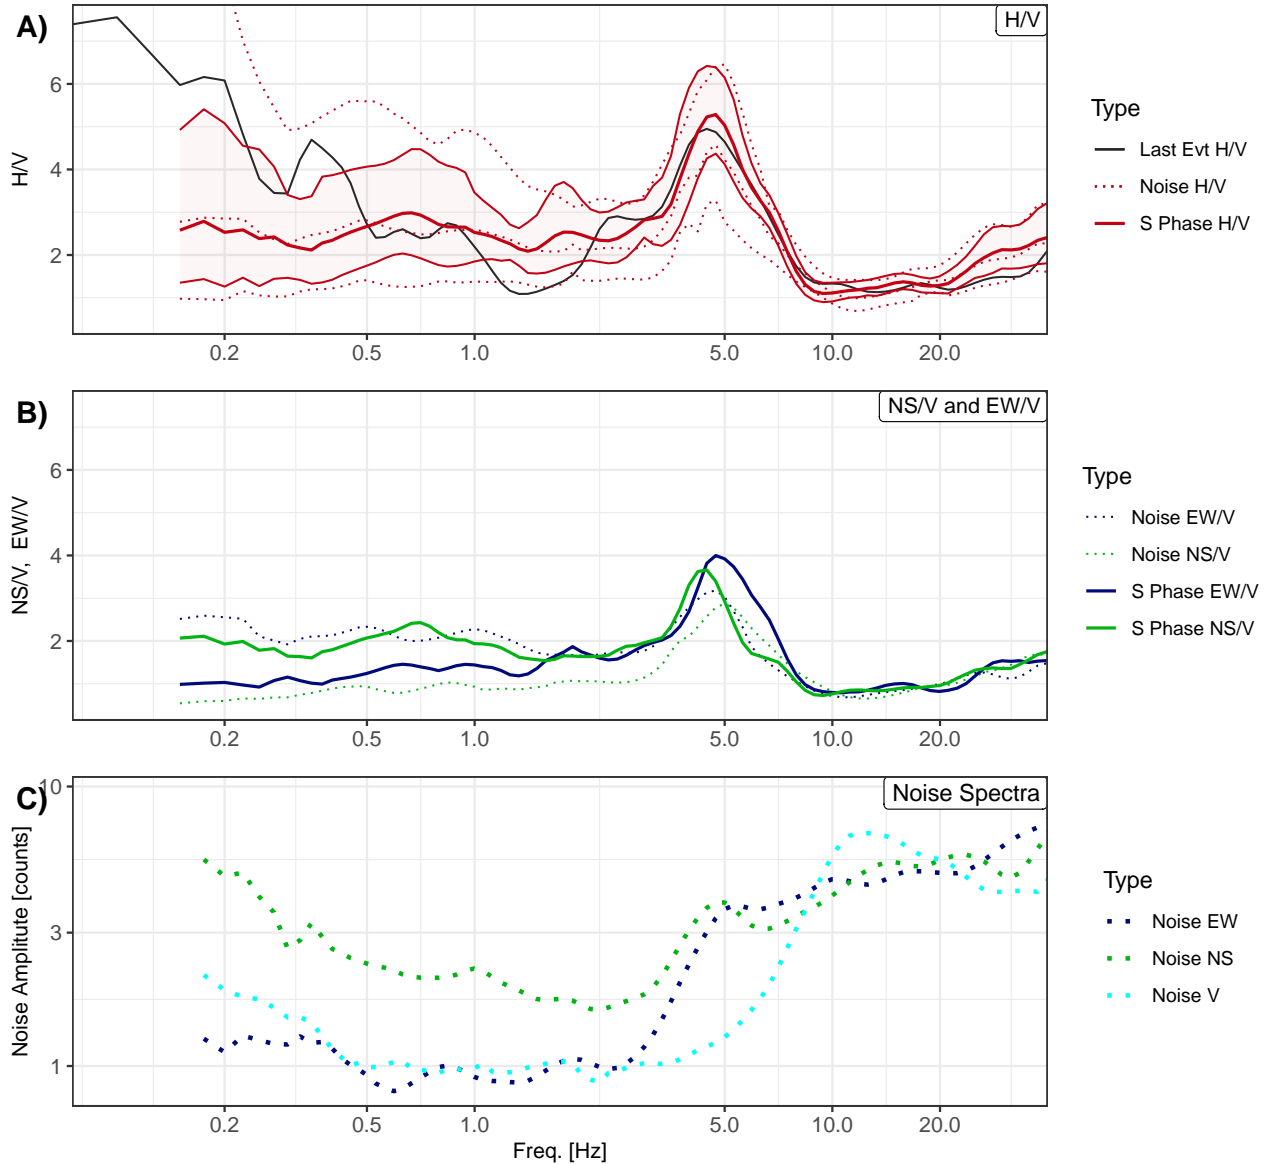 A)
H/V
H/V
6
4
2
0.2 0.5 1.0 5.0 10.0 20.0
Type
Last Evt H/V
Noise H/V
S Phase H/V
B)
NS/V and EW/V
NS/V, EW/V
6
4
2
0.2 0.5 1.0 5.0 10.0 20.0
Type
Noise EW/V
Noise NS/V
S Phase EW/V
S Phase NS/V
C)
Noise Spectra
Noise Amplitute [counts]
10
3
1
0.2 0.5 1.0 5.0 10.0 20.0
Freq. [Hz]
Type
Noise EW
Noise NS
Noise V